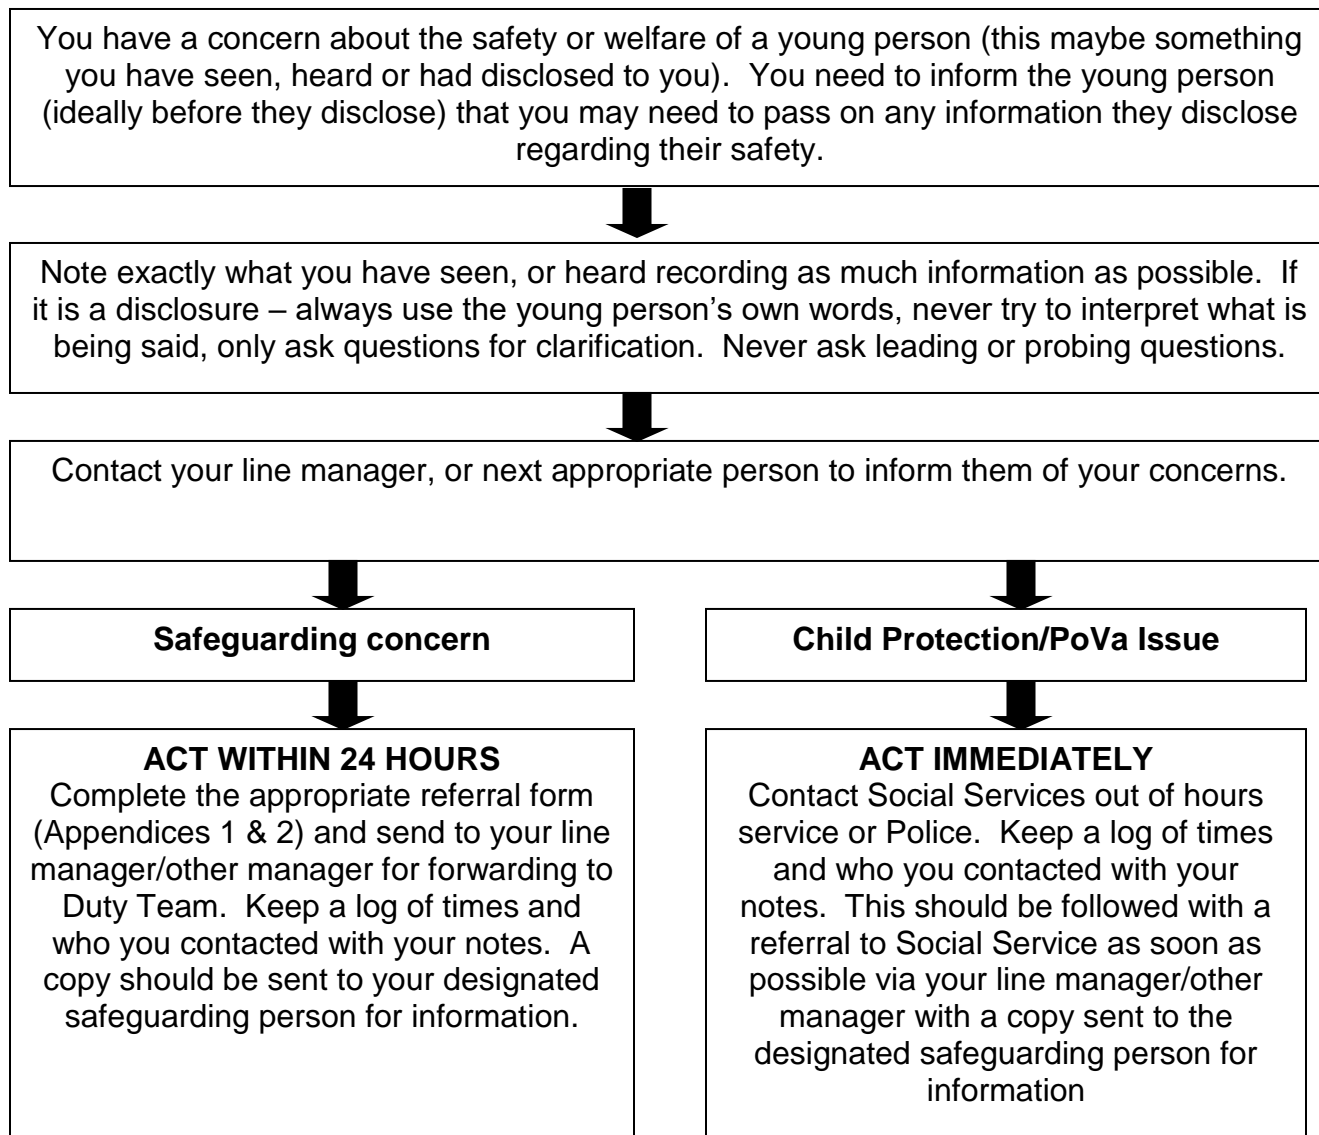 You have a concern about the safety or welfare of a young person (this maybe something
you have seen, heard or had disclosed to you).  You need to inform the young person
(ideally before they disclose) that you may need to pass on any information they disclose
regarding their safety.
Note exactly what you have seen, or heard recording as much information as possible.  If
it is a disclosure – always use the young person’s own words, never try to interpret what is
being said, only ask questions for clarification.  Never ask leading or probing questions.
Contact your line manager, or next appropriate person to inform them of your concerns.
Safeguarding concern
Child Protection/PoVa Issue
ACT WITHIN 24 HOURS
Complete the appropriate referral form
(Appendices 1 & 2) and send to your line
manager/other manager for forwarding to
Duty Team.  Keep a log of times and
who you contacted with your notes.  A
copy should be sent to your designated
safeguarding person for information.
ACT IMMEDIATELY
Contact Social Services out of hours
service or Police.  Keep a log of times
and who you contacted with your
notes.  This should be followed with a
referral to Social Service as soon as
possible via your line manager/other
manager with a copy sent to the
designated safeguarding person for
information